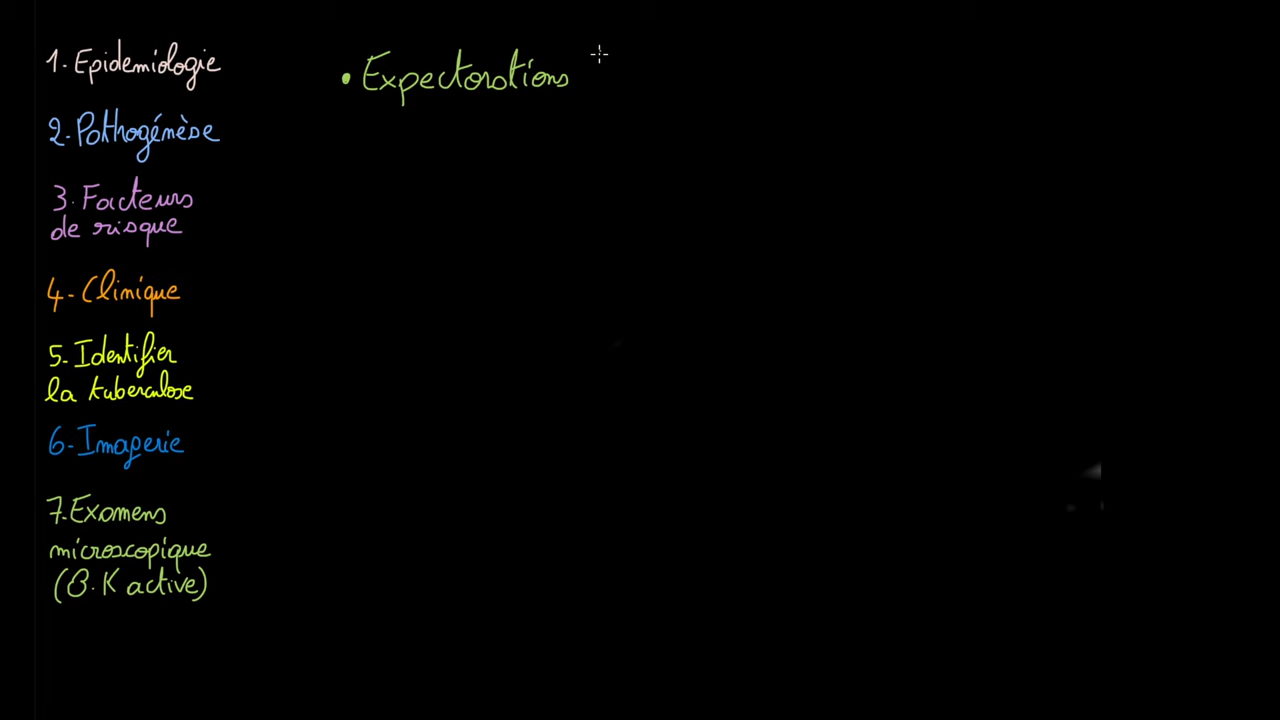 1. Epidemiologie
2. Pathogénèse
3. Facteurs
de risque
4. Clinique
5. Identifier
la tuberculose
6. Imagerie
7. Examens
microscopique
(B.K active)
• Expectorations